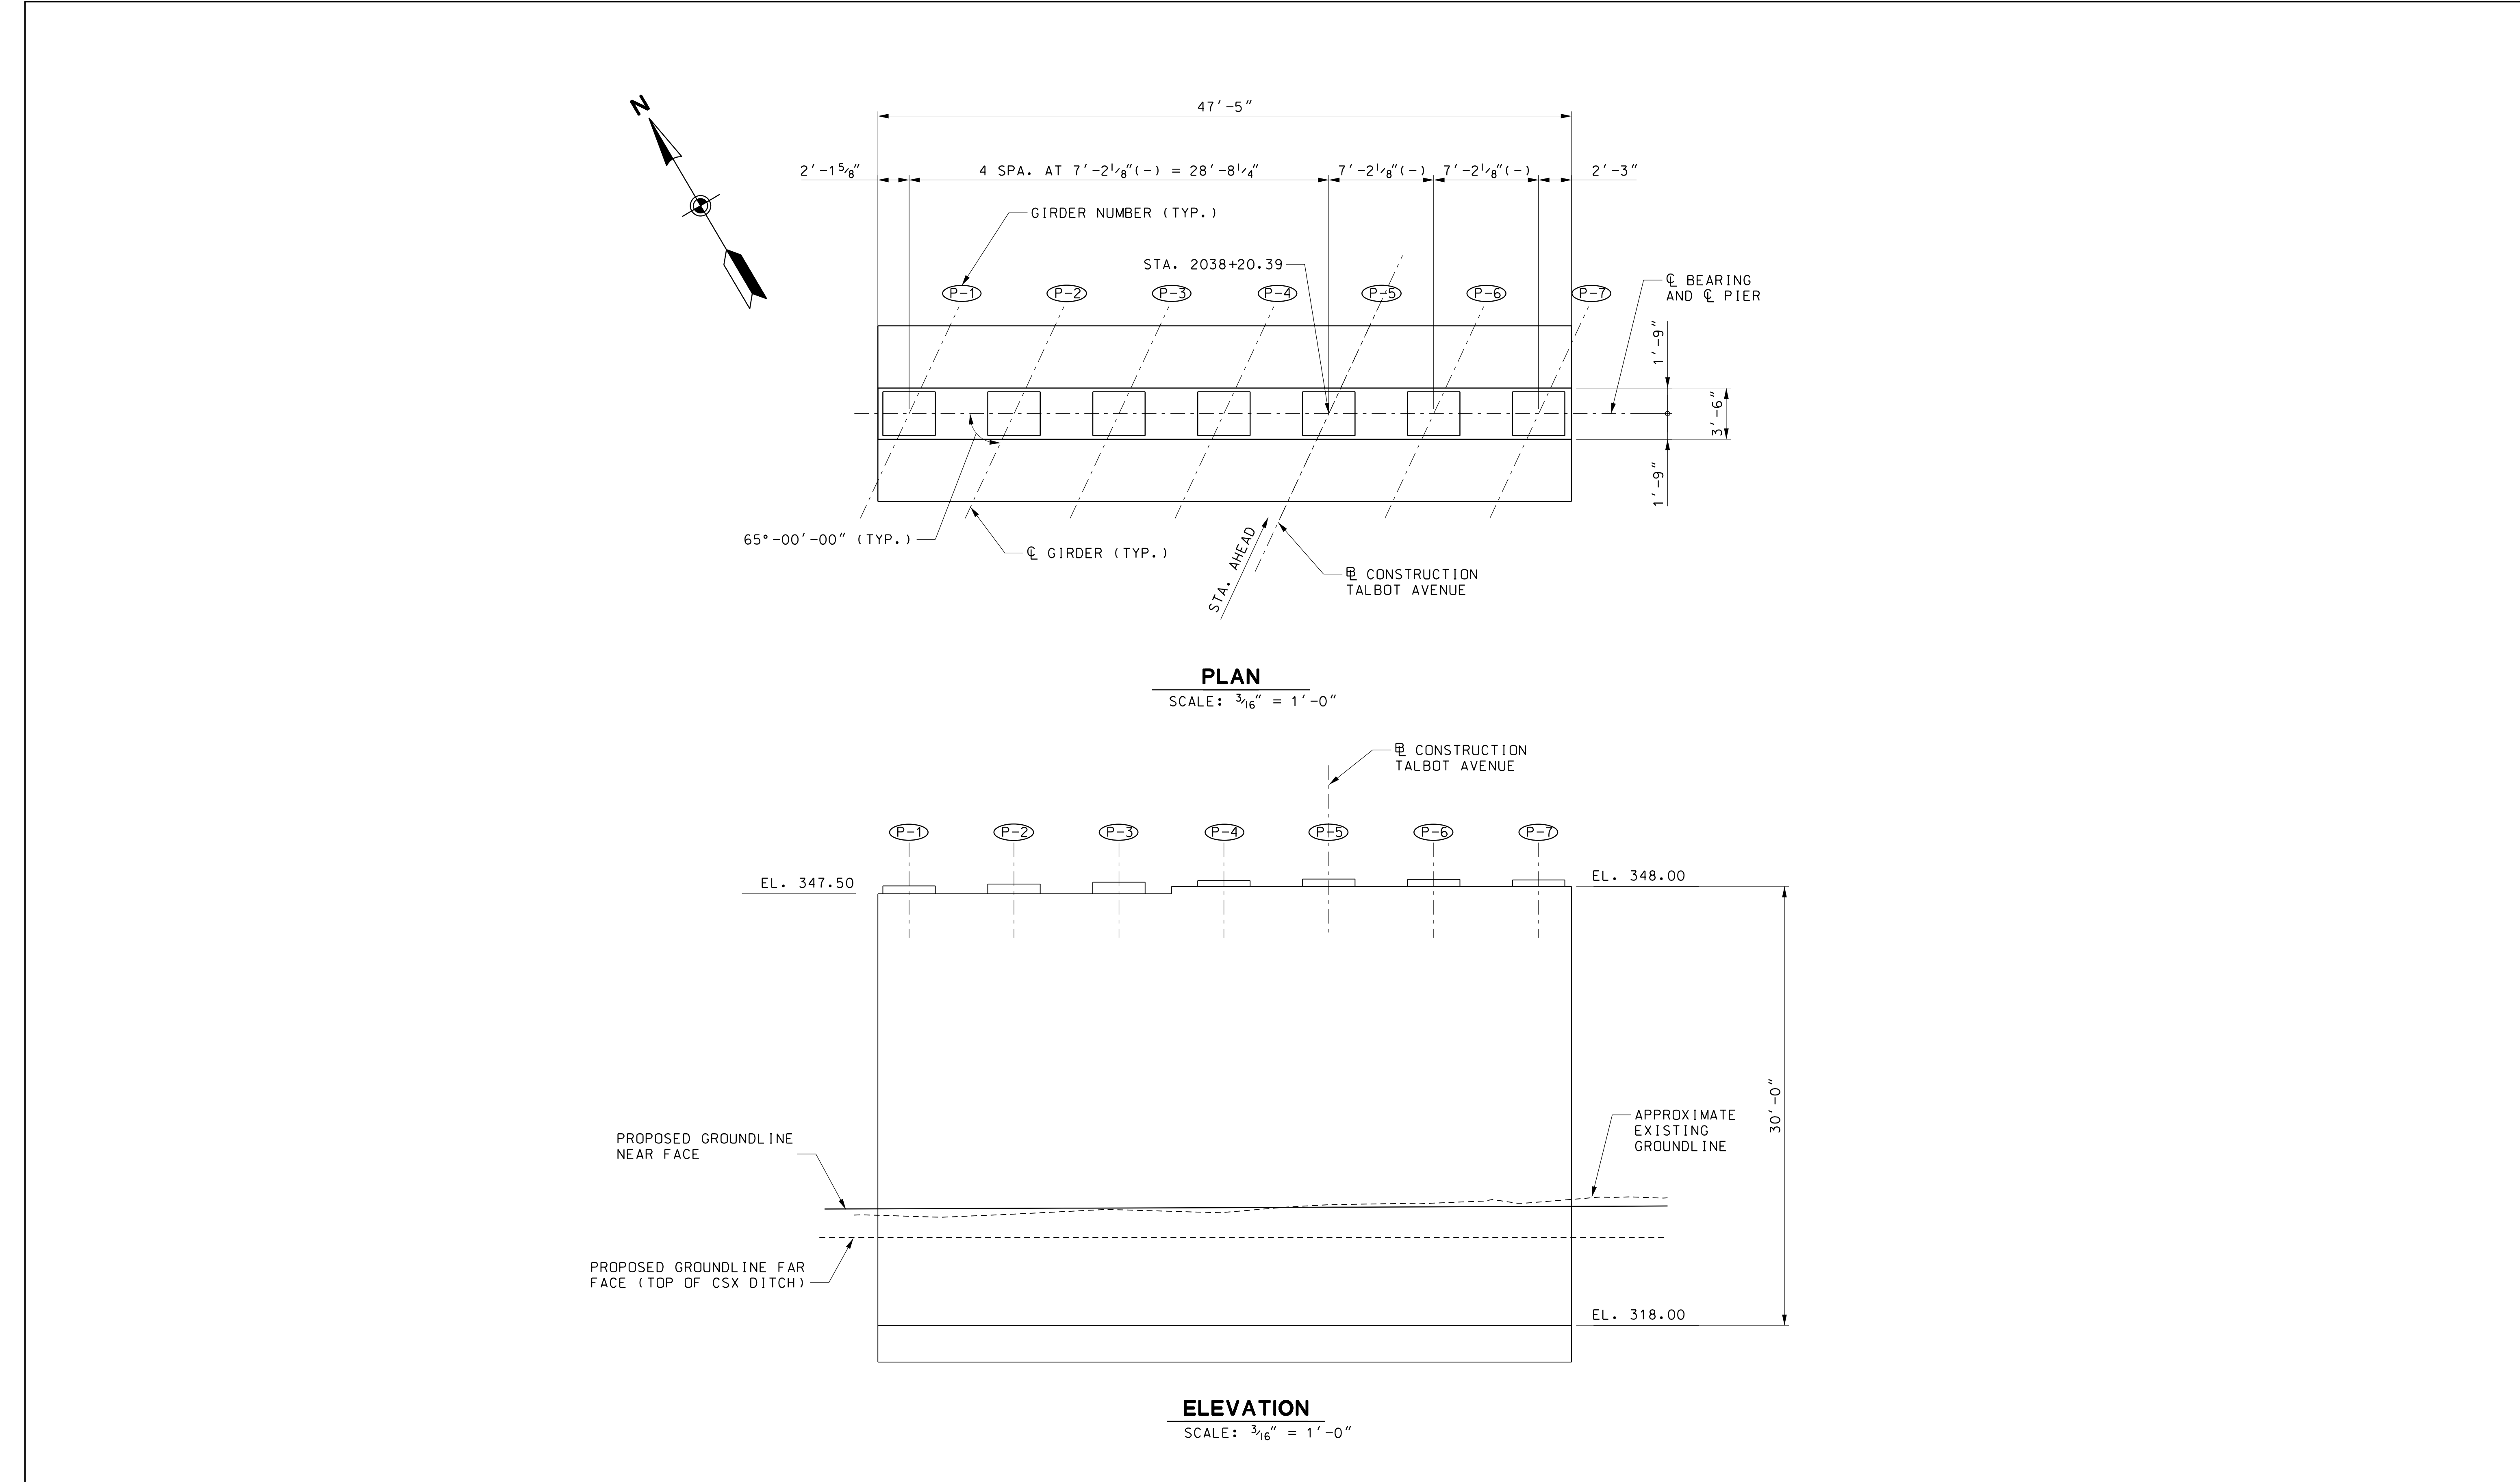 N
47'-5"
2'-1⅝"
4 SPA. AT 7'-2⅛"(-) = 28'-8¼"
7'-2⅛"(-)
7'-2⅛"(-)
2'-3"
GIRDER NUMBER (TYP.)
STA. 2038+20.39
P-1
P-2
P-3
P-4
P-5
P-6
P-7
℄ BEARING
AND ℄ PIER
1'-9"
3'-6"
1'-9"
65°-00'-00" (TYP.)
℄ GIRDER (TYP.)
STA. AHEAD
BL CONSTRUCTION
TALBOT AVENUE
PLAN
SCALE: 3/16" = 1'-0"
BL CONSTRUCTION
TALBOT AVENUE
P-1
P-2
P-3
P-4
P-5
P-6
P-7
EL. 347.50
EL. 348.00
30'-0"
PROPOSED GROUNDLINE
NEAR FACE
APPROXIMATE
EXISTING
GROUNDLINE
PROPOSED GROUNDLINE FAR
FACE (TOP OF CSX DITCH)
EL. 318.00
ELEVATION
SCALE: 3/16" = 1'-0"